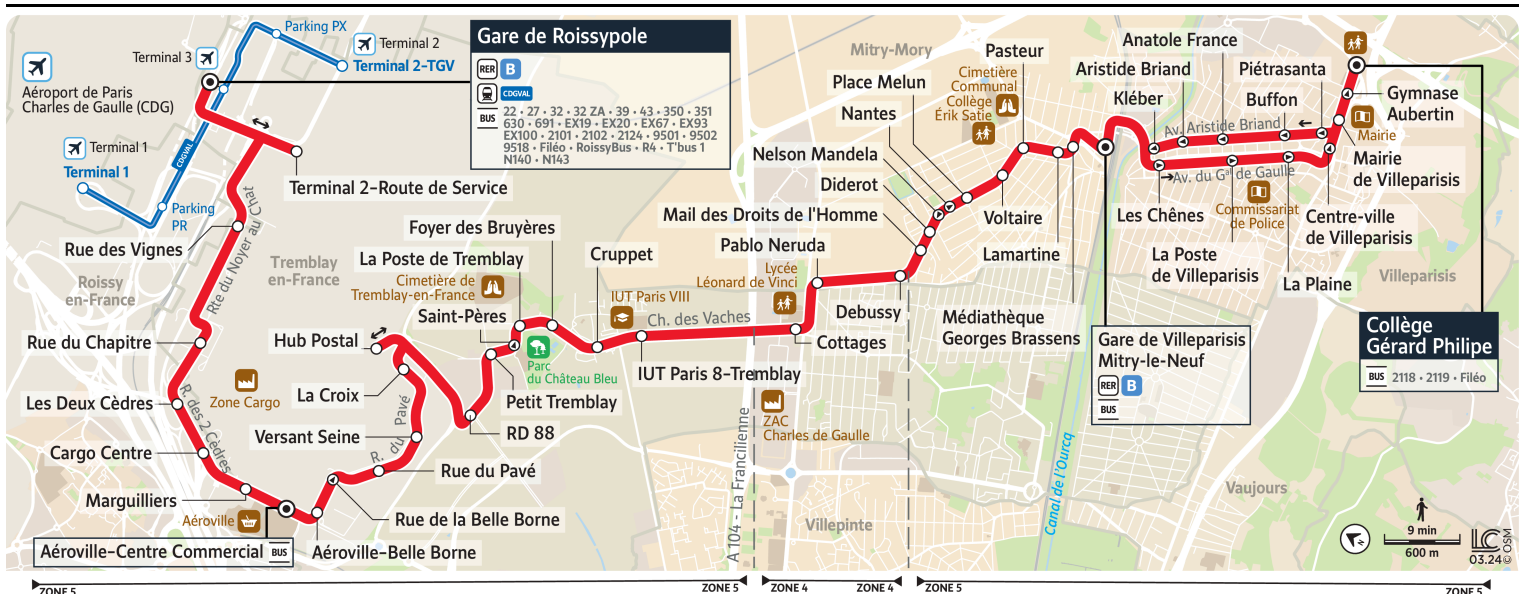 Parking PX
Terminal 2
Terminal 2-TGV
Terminal 3
Aéroport de Paris
Charles de Gaulle (CDG)
CDGVAL
Terminal 1
Terminal 1
Parking
PR
Gare de Roissypole
RER B
CDGVAL
BUS
22 • 27 • 32 • 32 ZA • 39 • 43 • 350 • 351
630 • 691 • EX19 • EX20 • EX67 • EX93
EX100 • 2101 • 2102 • 2124 • 9501 • 9502
9518 • Filéo • RoissyBus • R4 • T'bus 1
N140 • N143
Terminal 2–Route de Service
Rue des Vignes
Rte du Noyer au Chat
Roissy
en-France
Tremblay
en-France
Rue du Chapitre
Les Deux Cèdres
R. des 2 Cèdres
Zone Cargo
Cargo Centre
Marguilliers
Aéroville
Aéroville–Centre Commercial
BUS
Aéroville–Belle Borne
Rue de la Belle Borne
Rue du Pavé
R. du Pavé
Versant Seine
La Croix
Hub Postal
RD 88
Petit Tremblay
Saint-Pères
Cimetière de
Tremblay-en-France
La Poste de Tremblay
Foyer des Bruyères
Parc
du Château Bleu
Cruppet
IUT Paris VIII
Ch. des Vaches
IUT Paris 8–Tremblay
Cottages
Lycée
Léonard de Vinci
Pablo Neruda
Debussy
Mail des Droits de l'Homme
Diderot
Nelson Mandela
Nantes
Place Melun
Mitry-Mory
Pasteur
Cimetière
Communal
Collège
Érik Satie
Voltaire
Lamartine
Médiathèque
Georges Brassens
ZAC
Charles de Gaulle
A 104 - La Francilienne
Villepinte
Canal de l'Ourcq
Gare de Villeparisis
Mitry-le-Neuf
RER B
BUS
Anatole France
Aristide Briand
Kléber
Piétrasanta
Buffon
Av. Aristide Briand
Av. du Gal de Gaulle
Gymnase
Aubertin
Mairie
Mairie
de Villeparisis
Les Chênes
Commissariat
de Police
Centre-ville
de Villeparisis
La Poste
de Villeparisis
La Plaine
Villeparisis
Collège
Gérard Philipe
BUS
2118 • 2119 • Filéo
Vaujours
9 min
600 m
LC
03.24
© OSM
ZONE 5
ZONE 5
ZONE 4
ZONE 4
ZONE 5
ZONE 5